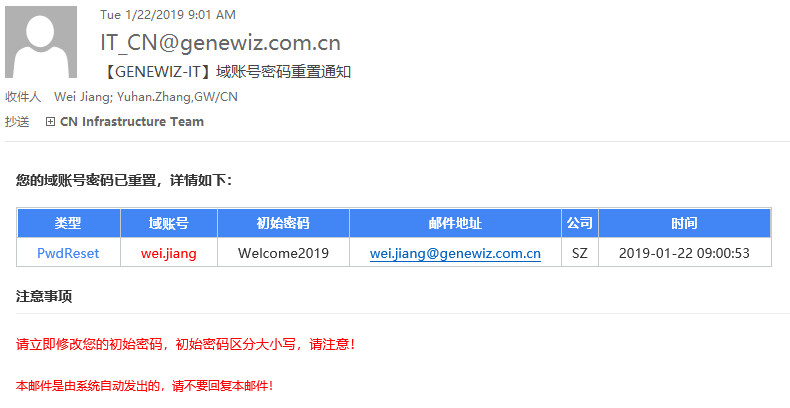 Tue 1/22/2019 9:01 AM
IT_CN@genewiz.com.cn
【GENEWIZ-IT】域账号密码重置通知
收件人 Wei Jiang; Yuhan.Zhang,GW/CN
抄送 CN Infrastructure Team
您的域账号密码已重置，详情如下：
类型 域账号 初始密码 邮件地址 公司 时间
PwdReset wei.jiang Welcome2019 wei.jiang@genewiz.com.cn SZ 2019-01-22 09:00:53
注意事项
请立即修改您的初始密码，初始密码区分大小写，请注意！
本邮件是由系统自动发出的，请不要回复本邮件！